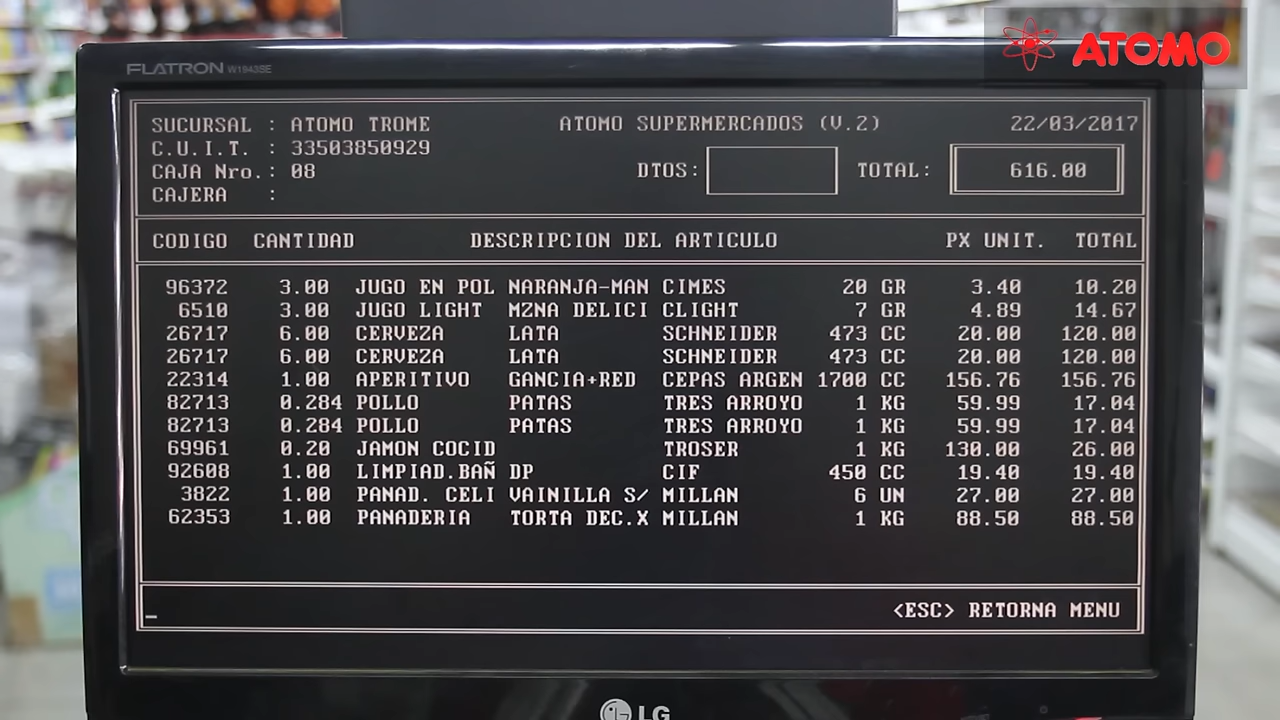 ATOMO
FLATRON W1943SE
SUCURSAL : ATOMO TROME ATOMO SUPERMERCADOS (V.2) 22/03/2017
C.U.I.T. : 33503850929
CAJA Nro.: 08 DTOS: TOTAL: 616.00
CAJERA :
CODIGO CANTIDAD DESCRIPCION DEL ARTICULO PX UNIT. TOTAL
96372 3.00 JUGO EN POL NARANJA-MAN CIMES 20 GR 3.40 10.20
6510 3.00 JUGO LIGHT MZNA DELICI CLIGHT 7 GR 4.89 14.67
26717 6.00 CERVEZA LATA SCHNEIDER 473 CC 20.00 120.00
26717 6.00 CERVEZA LATA SCHNEIDER 473 CC 20.00 120.00
22314 1.00 APERITIVO GANCIA+RED CEPAS ARGEN 1700 CC 156.76 156.76
82713 0.284 POLLO PATAS TRES ARROYO 1 KG 59.99 17.04
82713 0.284 POLLO PATAS TRES ARROYO 1 KG 59.99 17.04
69961 0.20 JAMON COCID TROSER 1 KG 130.00 26.00
92608 1.00 LIMPIAD.BAÑ DP CIF 450 CC 19.40 19.40
3822 1.00 PANAD. CELI VAINILLA S/ MILLAN 6 UN 27.00 27.00
62353 1.00 PANADERIA TORTA DEC.X MILLAN 1 KG 88.50 88.50
_ <ESC> RETORNA MENU
LG